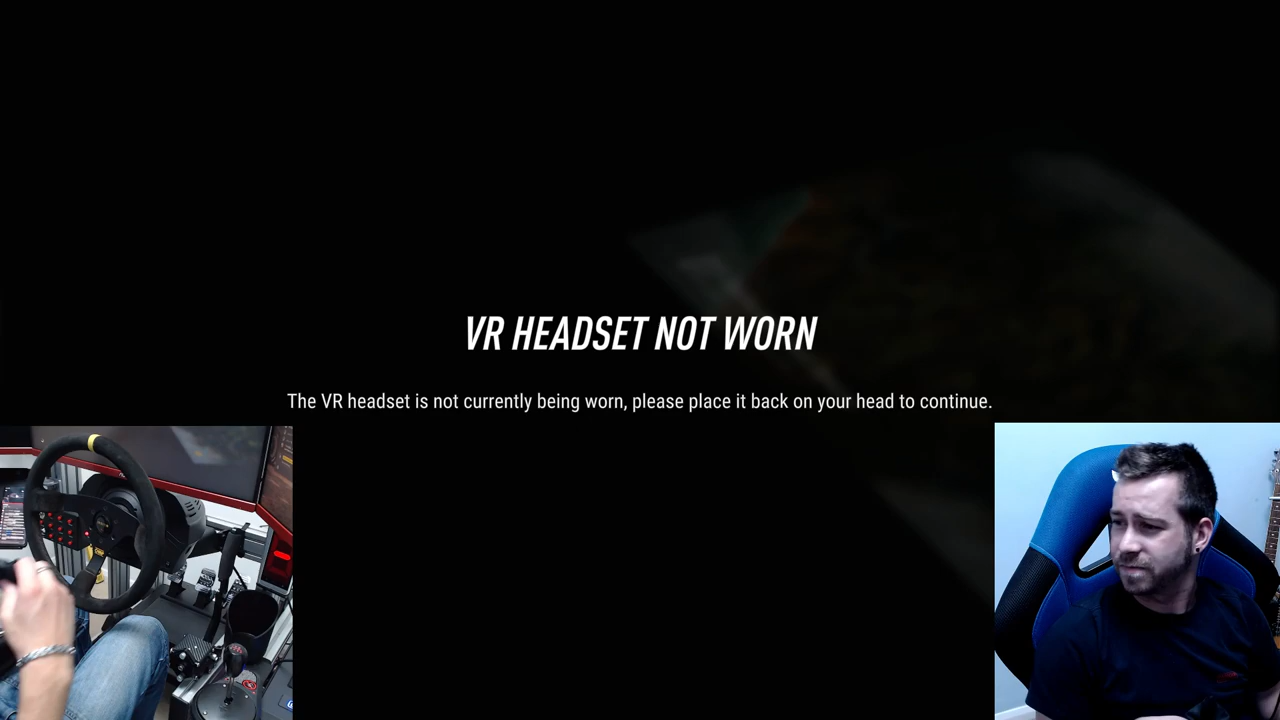 VR HEADSET NOT WORN
The VR headset is not currently being worn, please place it back on your head to continue.